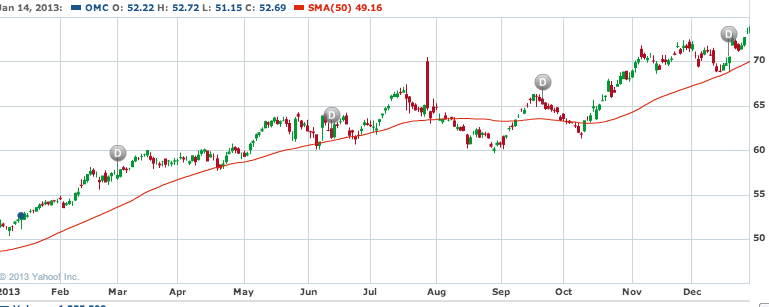 Jan 14, 2013: OMC O: 52.22 H: 52.72 L: 51.15 C: 52.69 SMA(50) 49.16
D
70
D
D
65
D
60
55
50
© 2013 Yahoo! Inc.
2013 Feb Mar Apr May Jun Jul Aug Sep Oct Nov Dec